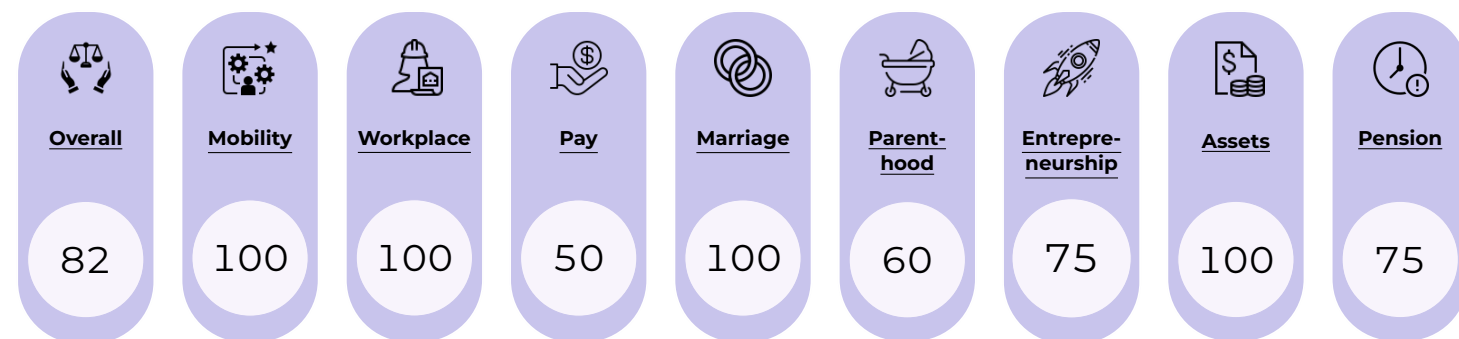 Overall
82
Mobility
100
Workplace
100
$
Pay
50
Marriage
100
Parent-
hood
60
Entrepre-
neurship
75
$
Assets
100
!
Pension
75